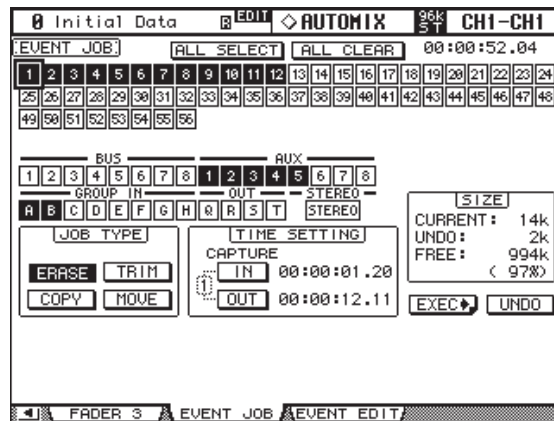 0 Initial Data EDIT AUTOMIX 96k ST CH1-CH1
EVENT JOB ALL SELECT ALL CLEAR 00:00:52.04
1 2 3 4 5 6 7 8 9 10 11 12 13 14 15 16 17 18 19 20 21 22 23 24
25 26 27 28 29 30 31 32 33 34 35 36 37 38 39 40 41 42 43 44 45 46 47 48
49 50 51 52 53 54 55 56
BUS AUX
1 2 3 4 5 6 7 8 1 2 3 4 5 6 7 8
GROUP IN OUT STEREO
A B C D E F G H Q R S T STEREO
JOB TYPE
ERASE TRIM
COPY MOVE
TIME SETTING
CAPTURE
1
IN 00:00:01.20
OUT 00:00:12.11
SIZE
CURRENT: 14k
UNDO: 2k
FREE: 994k
( 97%)
EXEC UNDO
FADER 3 EVENT JOB EVENT EDIT